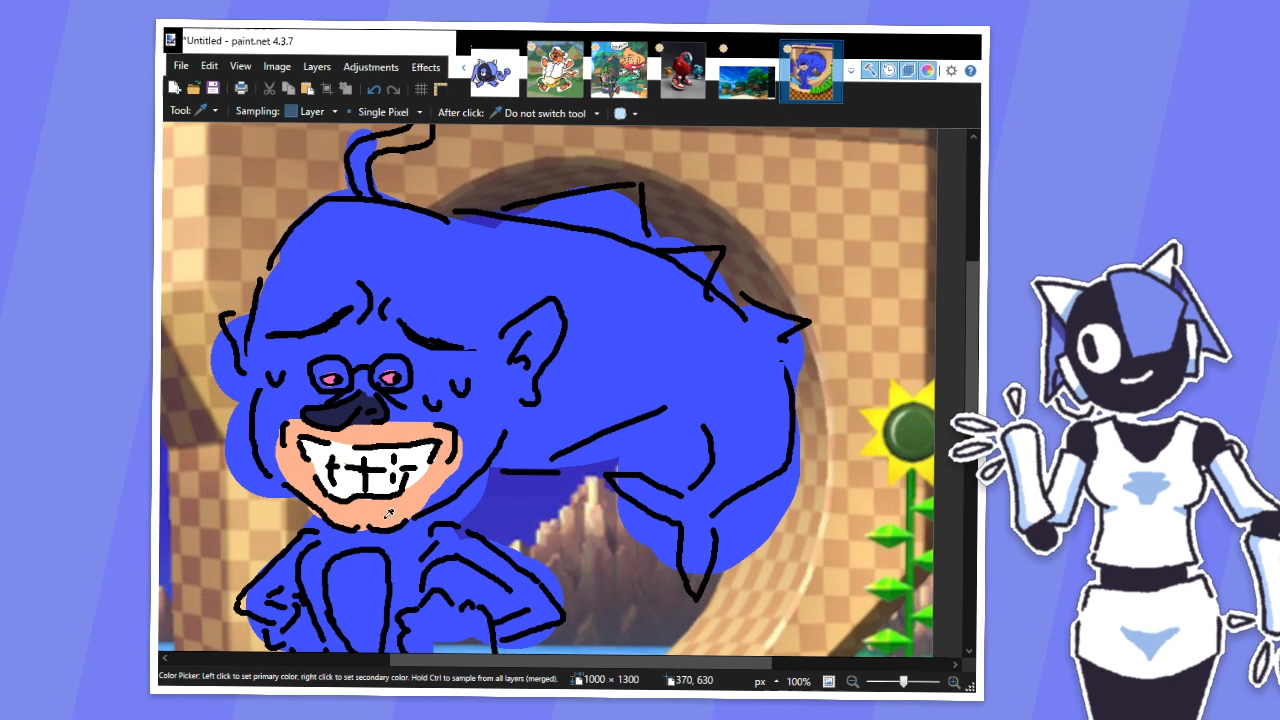 *Untitled - paint.net 4.3.7
File Edit View Image Layers Adjustments Effects
Tool: Sampling: Layer Single Pixel After click: Do not switch tool
Color Picker: Left click to set primary color, right click to set secondary color. Hold Ctrl to sample from all layers (merged). 1000 × 1300 370, 630 px 100%